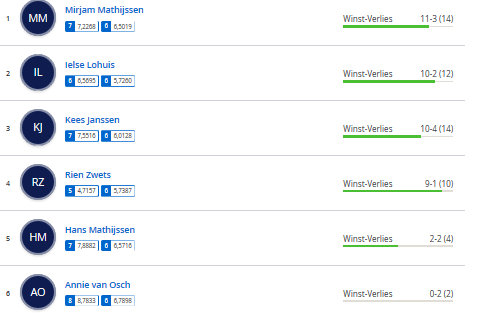 1 MM Mirjam Mathijssen
7 7,2268 6 6,5019
Winst-Verlies 11-3 (14)
2 IL Ielse Lohuis
6 6,5695 5 5,7260
Winst-Verlies 10-2 (12)
3 KJ Kees Janssen
7 7,5516 6 6,0128
Winst-Verlies 10-4 (14)
4 RZ Rien Zwets
5 4,7157 6 5,7387
Winst-Verlies 9-1 (10)
5 HM Hans Mathijssen
7 7,8882 6 6,5716
Winst-Verlies 2-2 (4)
6 AO Annie van Osch
8 8,7833 6 6,7898
Winst-Verlies 0-2 (2)